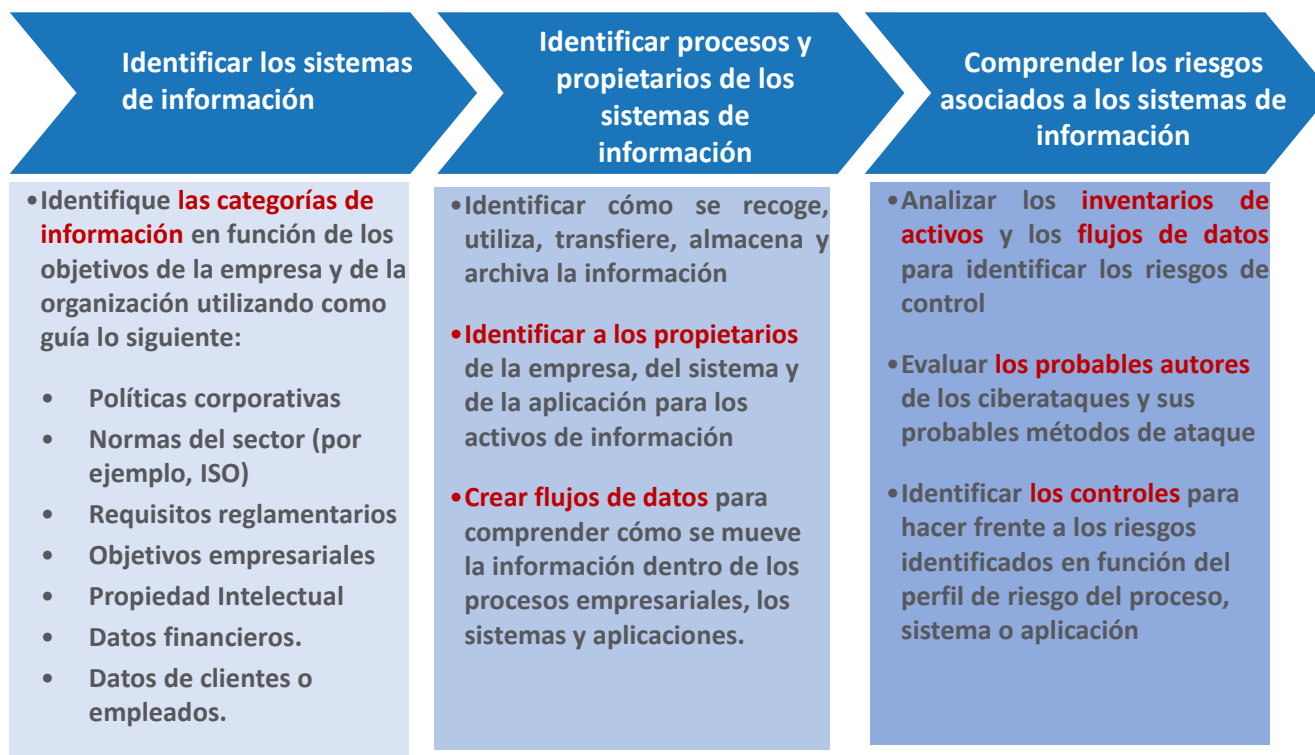 Identificar los sistemas
de información
•Identifique las categorías de
información en función de los
objetivos de la empresa y de la
organización utilizando como
guía lo siguiente:
• Políticas corporativas
• Normas del sector (por
ejemplo, ISO)
• Requisitos reglamentarios
• Objetivos empresariales
• Propiedad Intelectual
• Datos financieros.
• Datos de clientes o
empleados.
Identificar procesos y
propietarios de los
sistemas de
información
•Identificar cómo se recoge,
utiliza, transfiere, almacena y
archiva la información
•Identificar a los propietarios
de la empresa, del sistema y
de la aplicación para los
activos de información
•Crear flujos de datos para
comprender cómo se mueve
la información dentro de los
procesos empresariales, los
sistemas y aplicaciones.
Comprender los riesgos
asociados a los sistemas de
información
•Analizar los inventarios de
activos y los flujos de datos
para identificar los riesgos de
control
•Evaluar los probables autores
de los ciberataques y sus
probables métodos de ataque
•Identificar los controles para
hacer frente a los riesgos
identificados en función del
perfil de riesgo del proceso,
sistema o aplicación